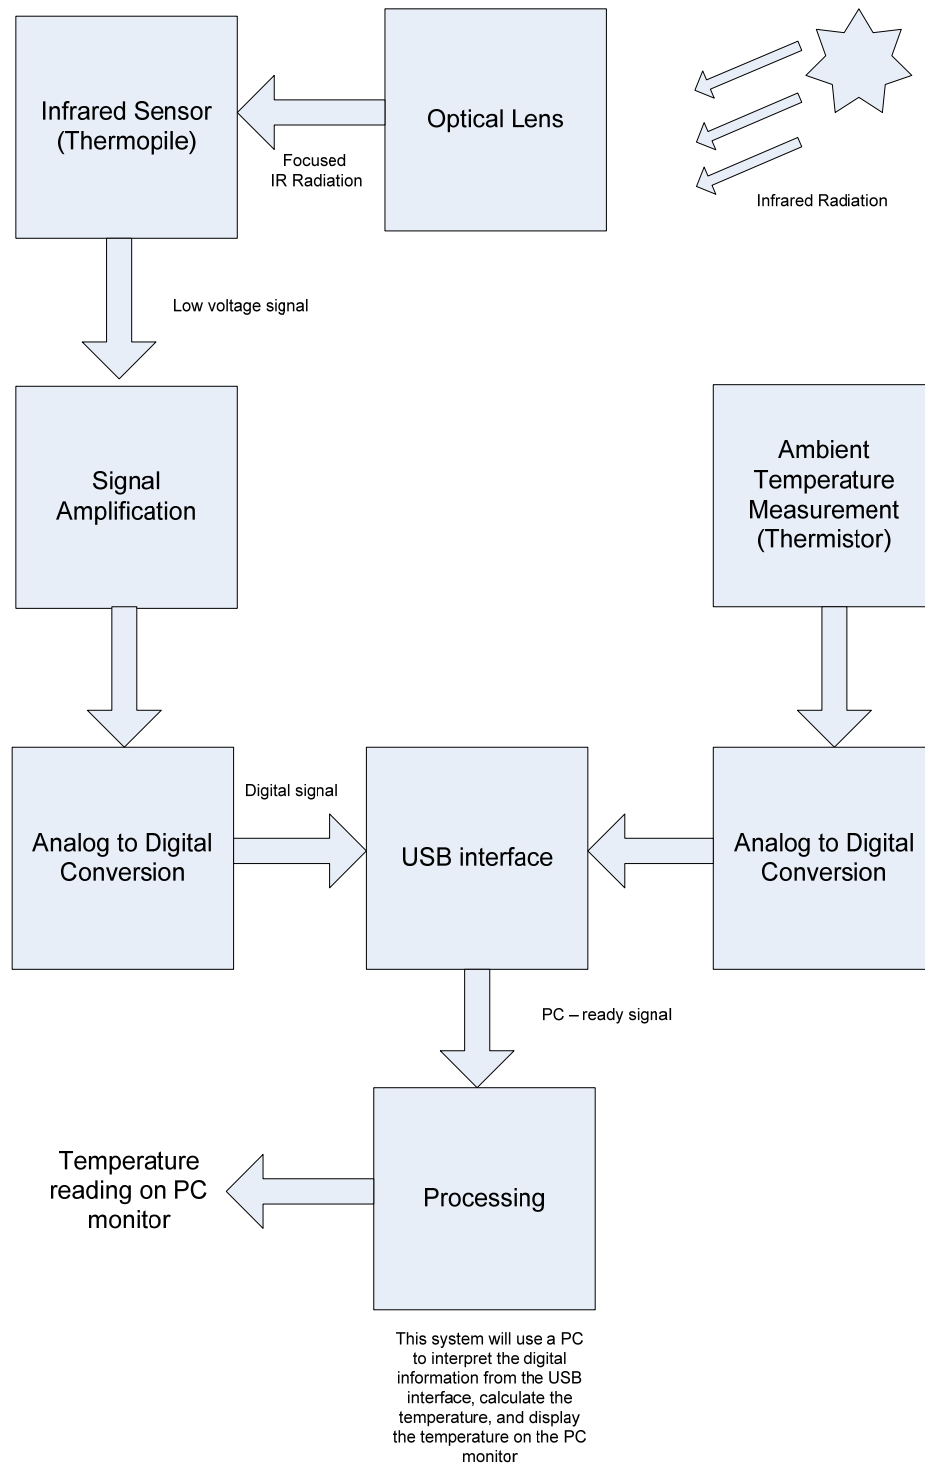 Infrared Sensor
(Thermopile)
Focused
IR Radiation
Optical Lens
Infrared Radiation
Low voltage signal
Signal
Amplification
Ambient
Temperature
Measurement
(Thermistor)
Analog to Digital
Conversion
Digital signal
USB interface
Analog to Digital
Conversion
PC – ready signal
Temperature
reading on PC
monitor
Processing
This system will use a PC
to interpret the digital
information from the USB
interface, calculate the
temperature, and display
the temperature on the PC
monitor